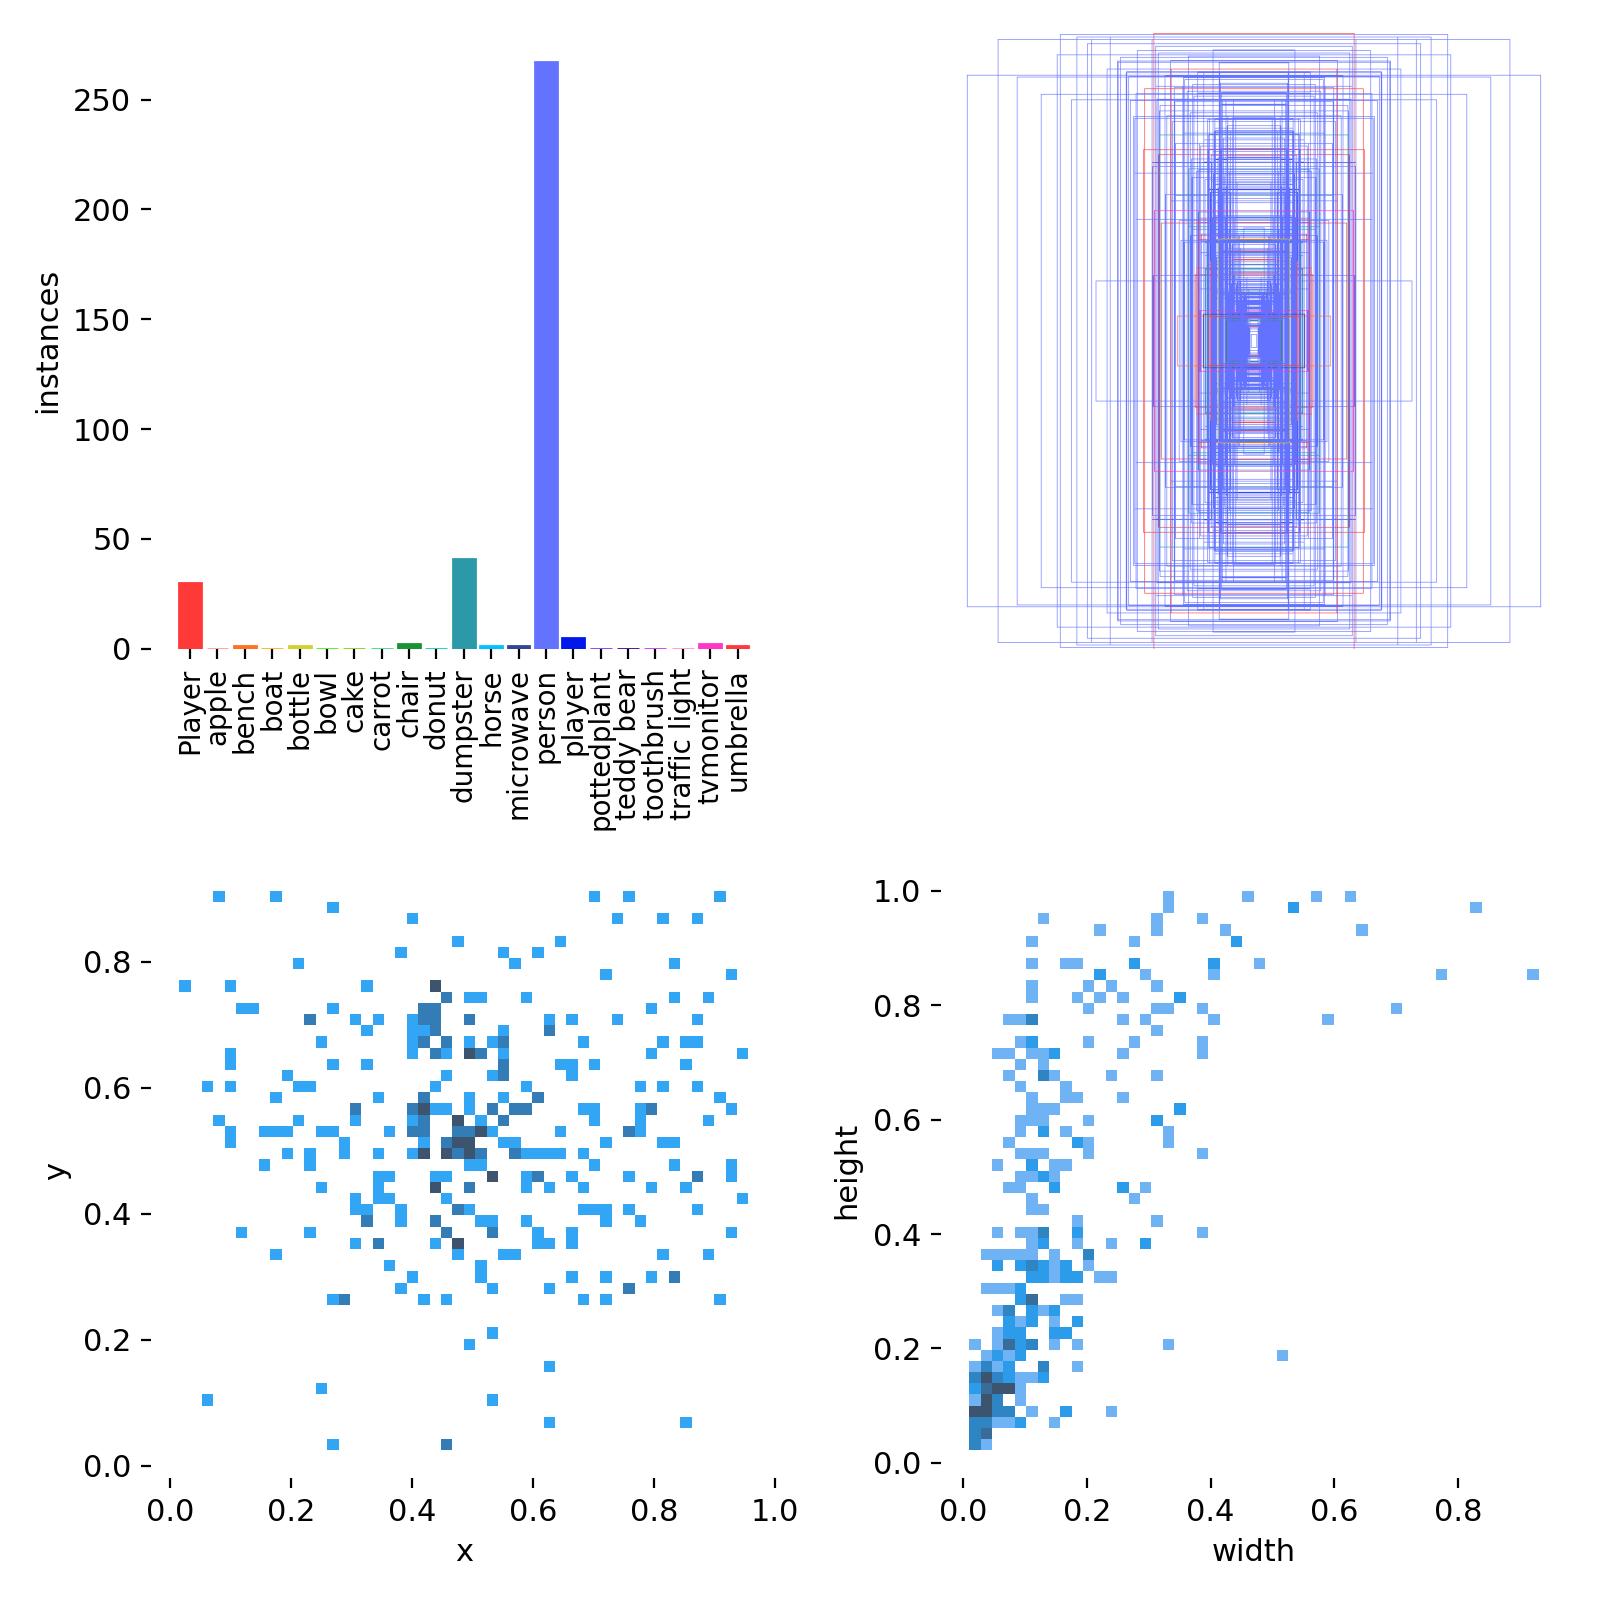 250
200
150
100
50
0
instances
Player
apple
bench
boat
bottle
bowl
cake
carrot
chair
donut
dumpster
horse
microwave
person
player
pottedplant
teddy bear
toothbrush
traffic light
tvmonitor
umbrella
0.8
0.6
0.4
0.2
0.0
y
0.0 0.2 0.4 0.6 0.8 1.0
x
1.0
0.8
0.6
0.4
0.2
0.0
height
0.0 0.2 0.4 0.6 0.8
width